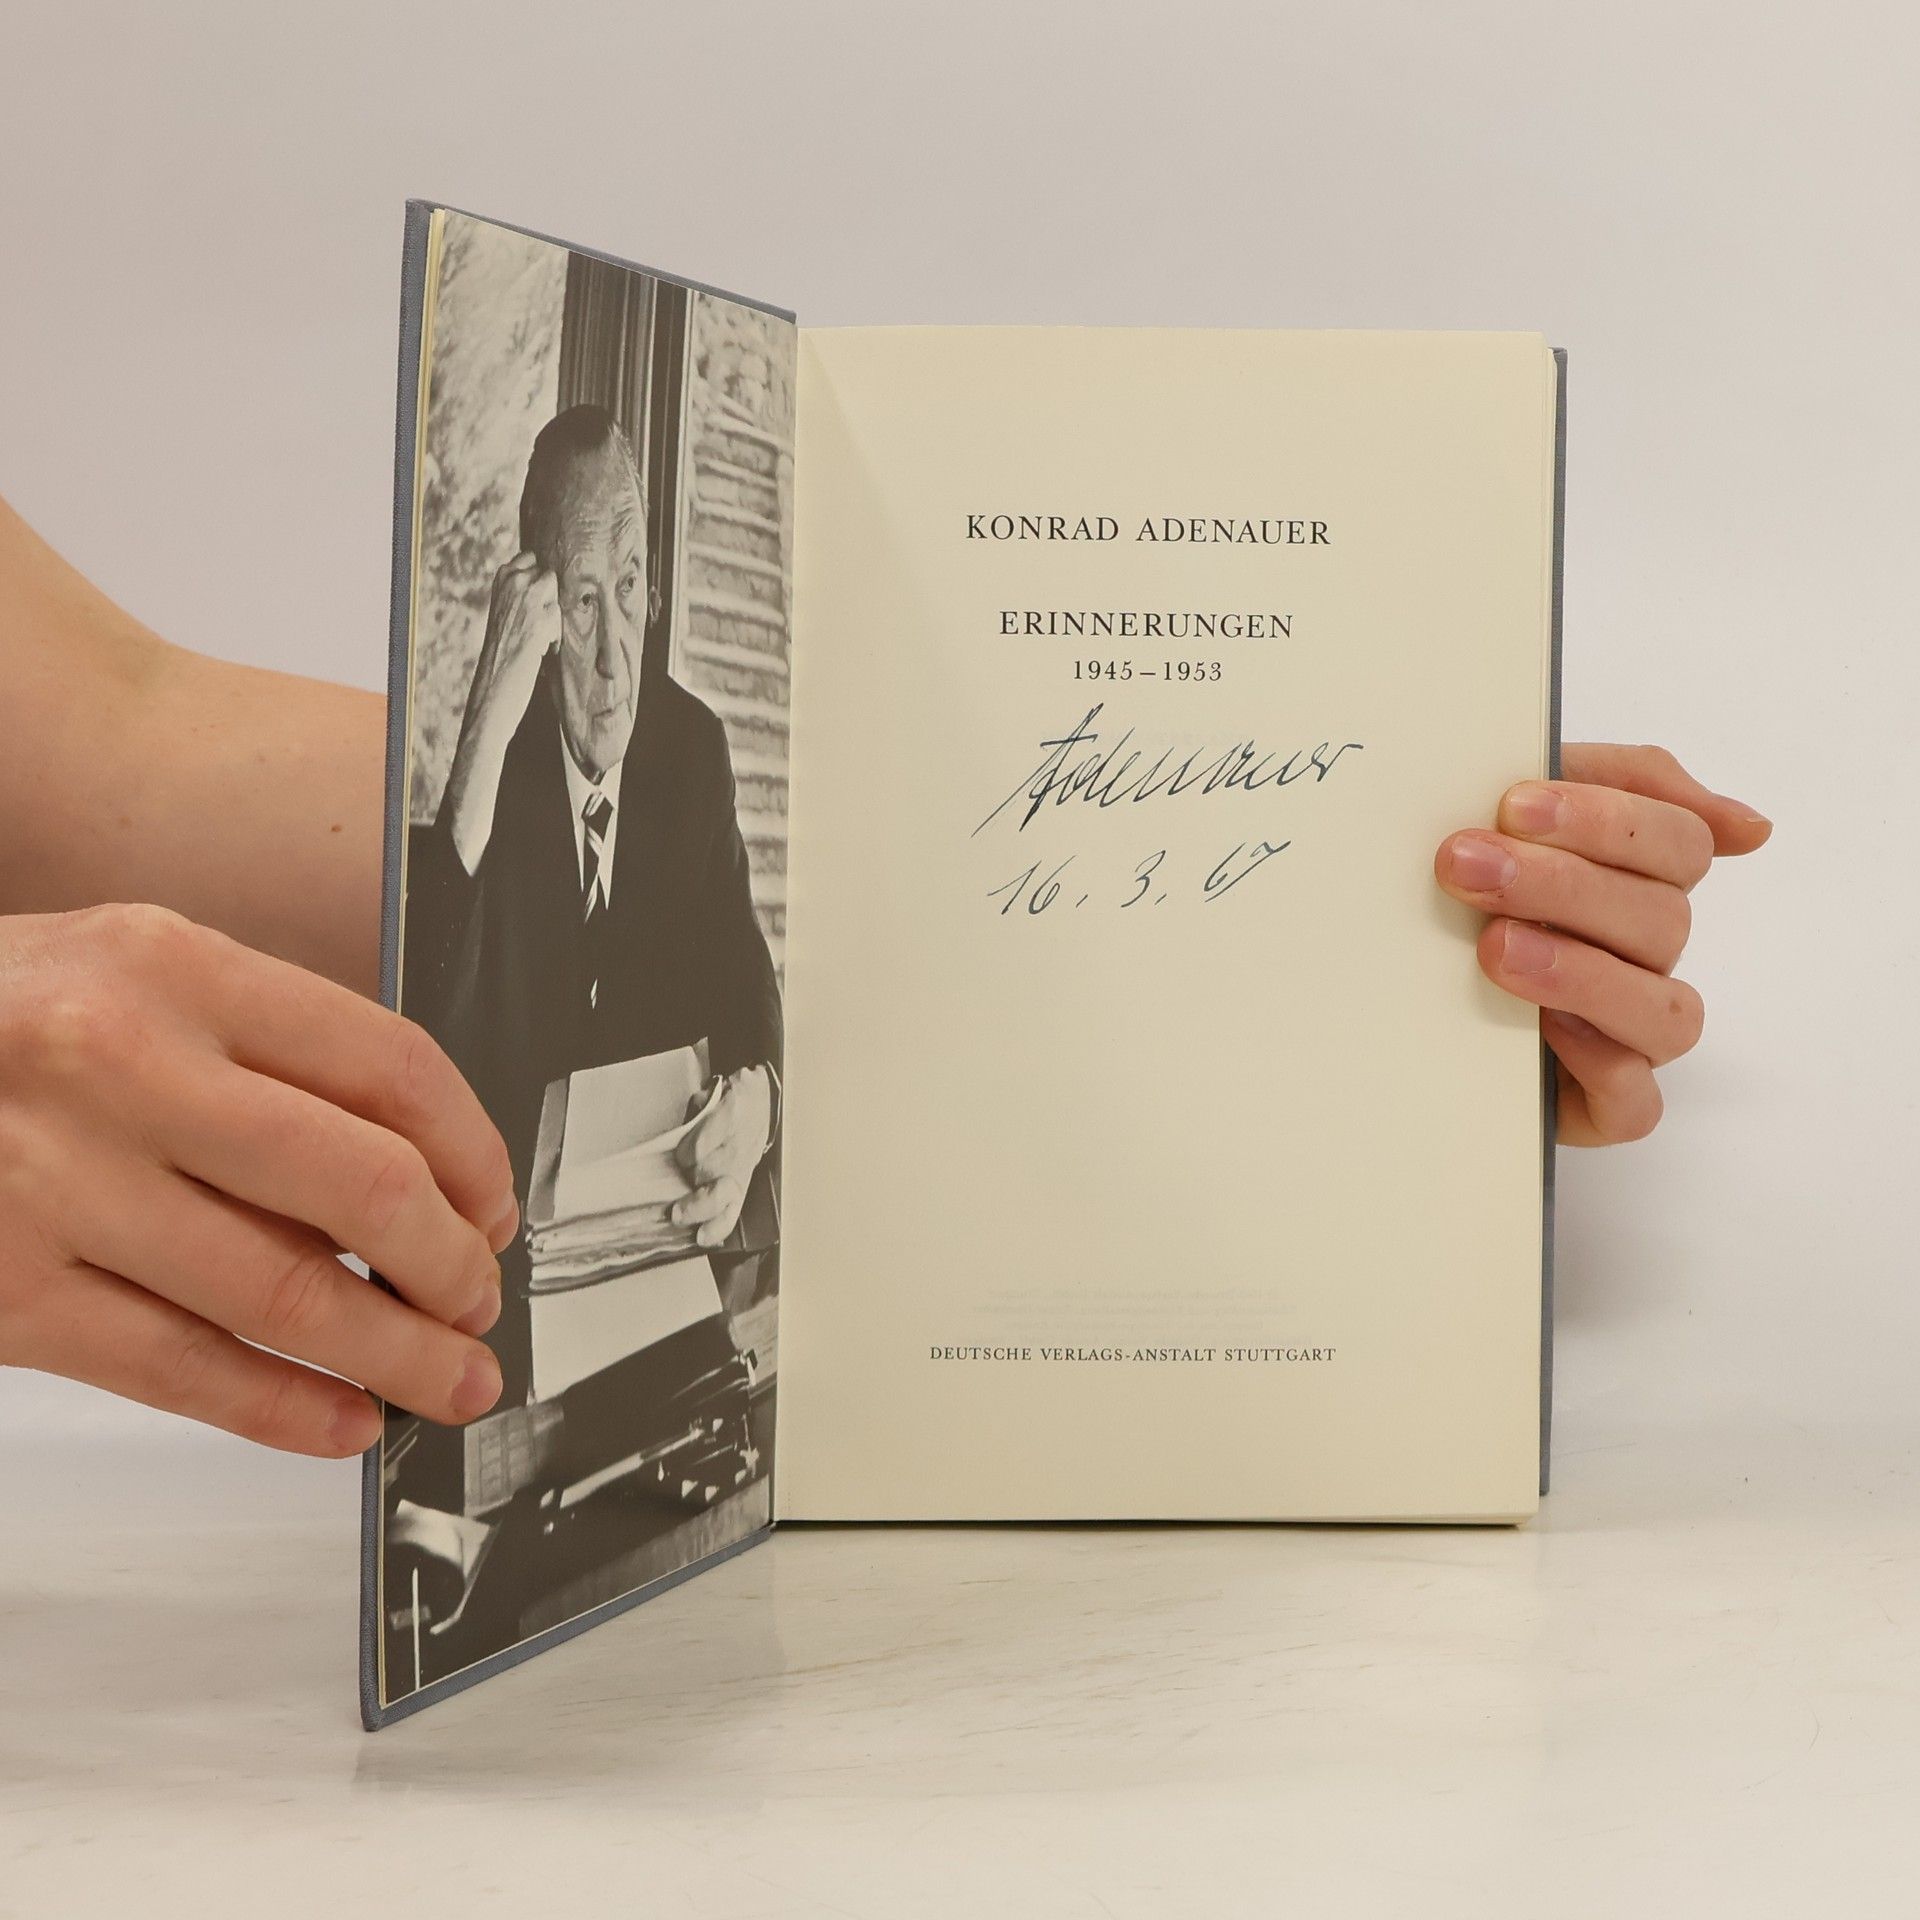 KONRAD ADENAUER
ERINNERUNGEN
1945–1953
Adenauer
16. 3. 67
DEUTSCHE VERLAGS-ANSTALT STUTTGART